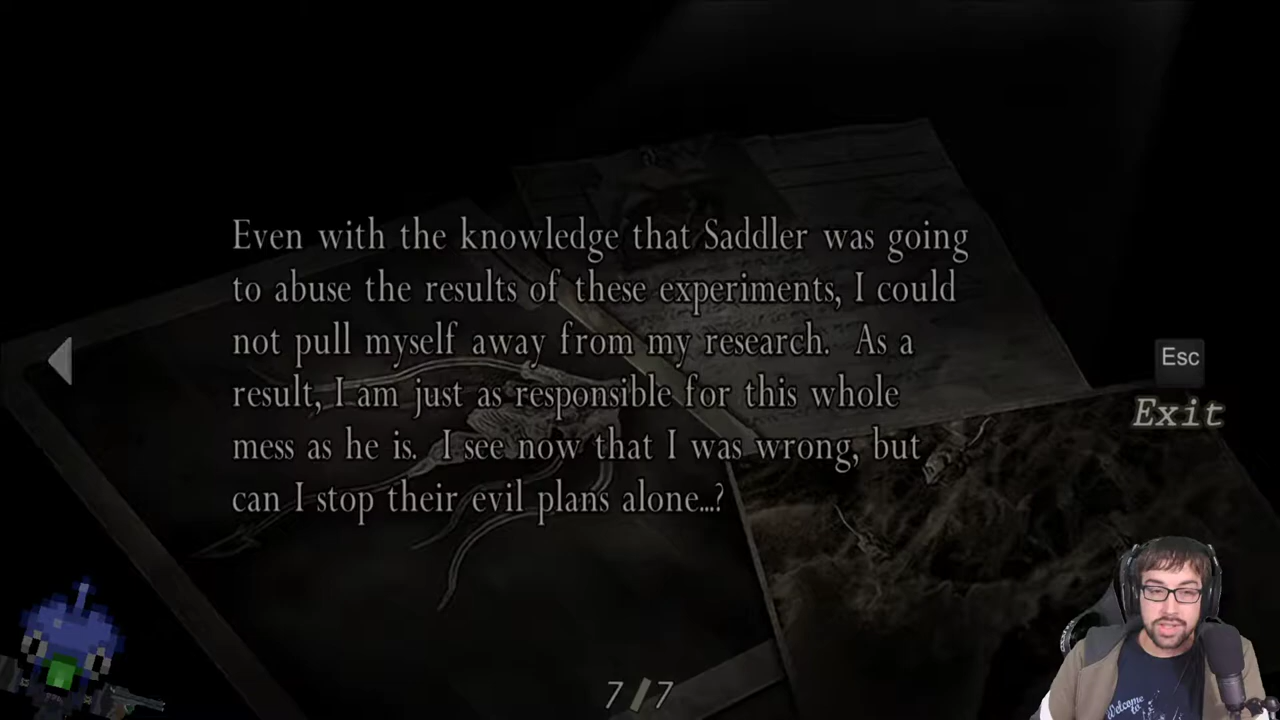 Even with the knowledge that Saddler was going
to abuse the results of these experiments, I could
not pull myself away from my research. As a
result, I am just as responsible for this whole
mess as he is. I see now that I was wrong, but
can I stop their evil plans alone...?
Esc
Exit
7/7
Welcome
to